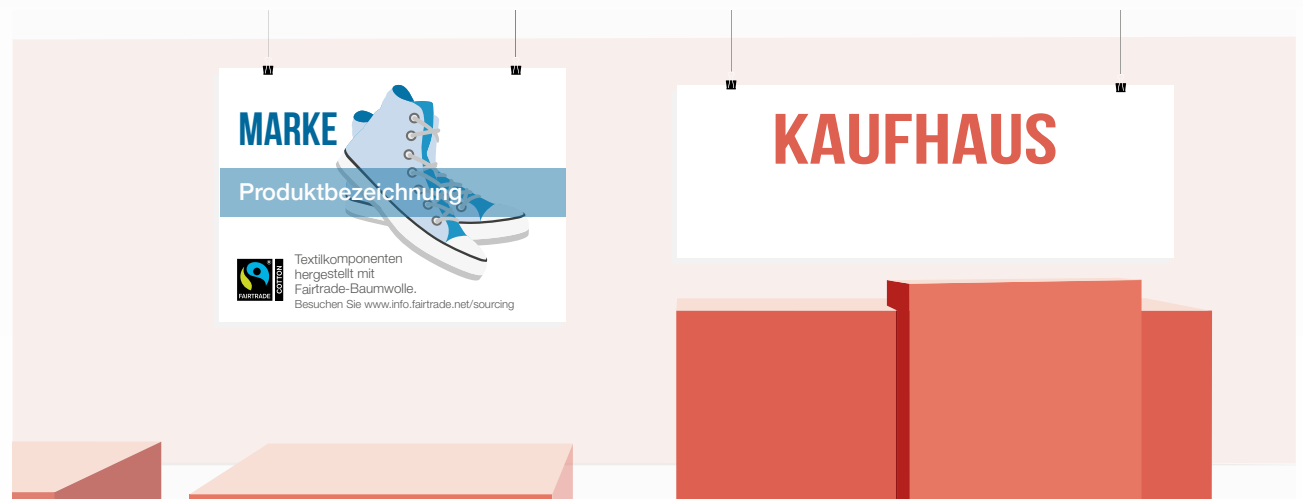 MARKE
Produktbezeichnung
FAIRTRADE
COTTON
Textilkomponenten
hergestellt mit
Fairtrade-Baumwolle.
Besuchen Sie www.info.fairtrade.net/sourcing
KAUFHAUS